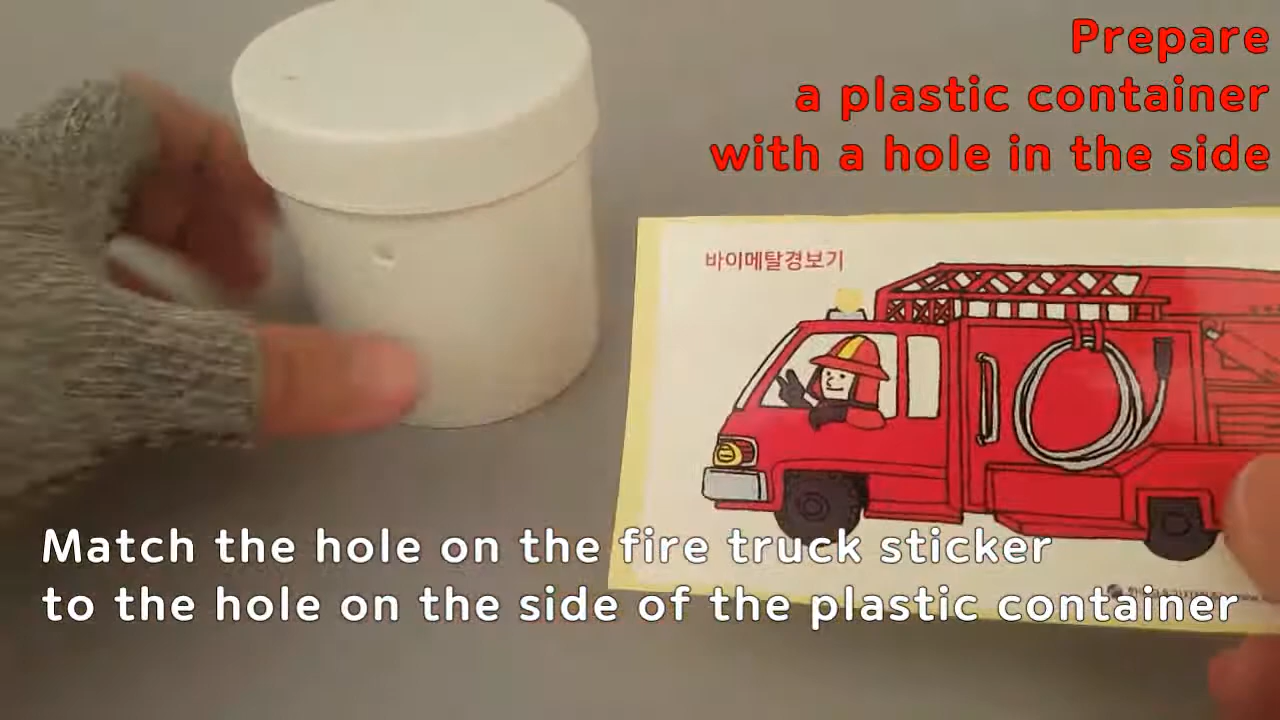 Prepare
a plastic container
with a hole in the side
바이메탈경보기
Match the hole on the fire truck sticker
to the hole on the side of the plastic container